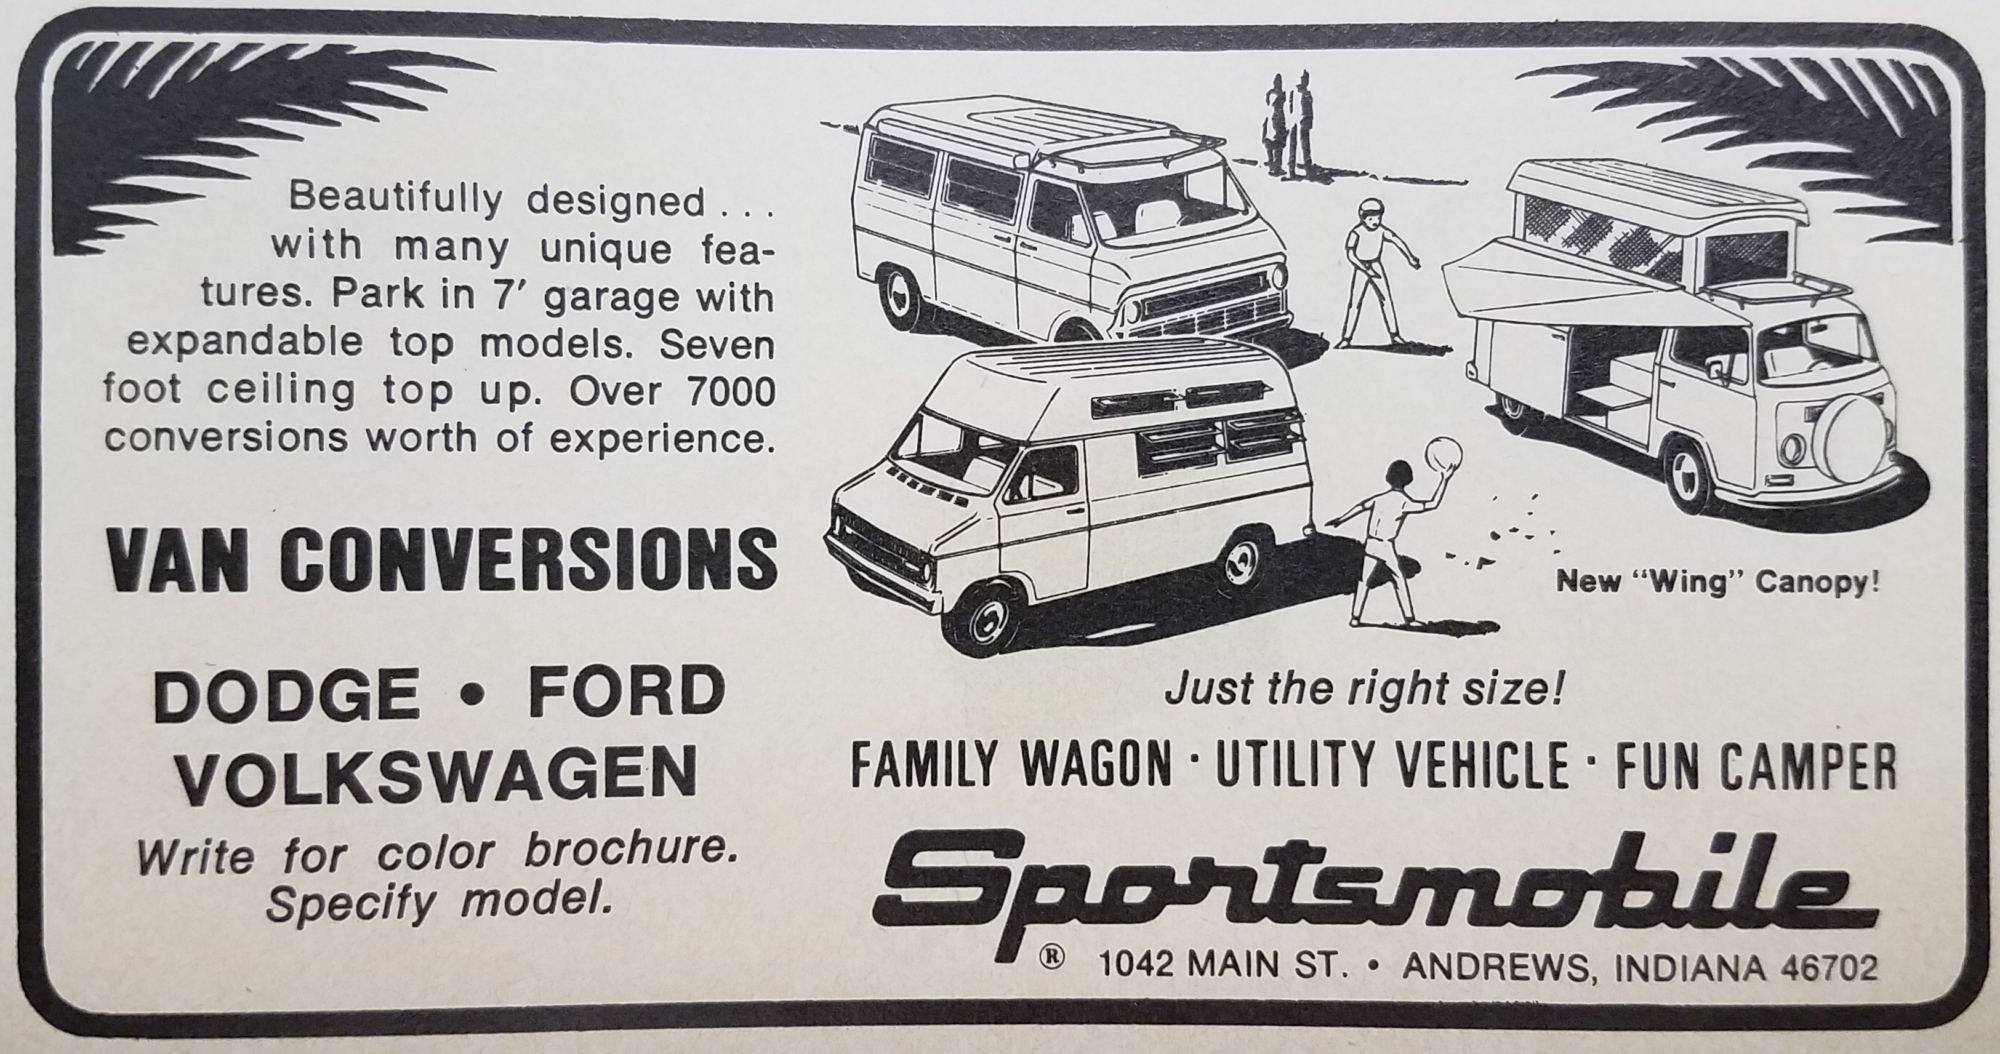 Beautifully designed . . .
with many unique fea-
tures. Park in 7′ garage with
expandable top models. Seven
foot ceiling top up. Over 7000
conversions worth of experience.
VAN CONVERSIONS
DODGE • FORD
VOLKSWAGEN
Write for color brochure.
Specify model.
New “Wing” Canopy!
Just the right size!
FAMILY WAGON · UTILITY VEHICLE · FUN CAMPER
Sportsmobile
® 1042 MAIN ST. • ANDREWS, INDIANA 46702